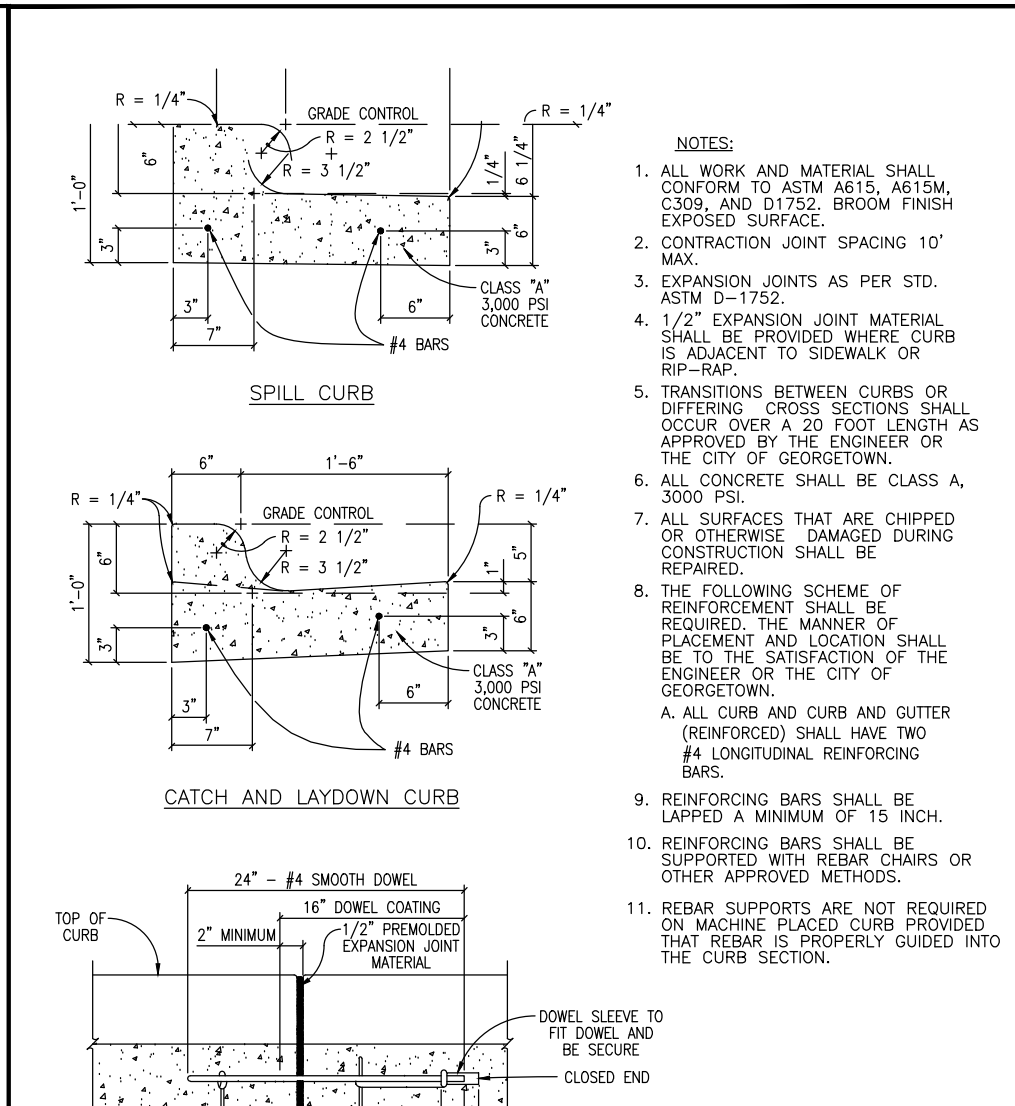 R = 1/4"
GRADE CONTROL
R = 2 1/2"
R = 3 1/2"
R = 1/4"
1'-0"
6"
3"
1/4"
6 1/4"
3"
6"
3"
7"
6"
CLASS "A"
3,000 PSI
CONCRETE
#4 BARS
SPILL CURB
6"
1'-6"
R = 1/4"
GRADE CONTROL
R = 2 1/2"
R = 3 1/2"
R = 1/4"
1'-0"
6"
3"
1"
5"
3"
6"
3"
7"
6"
CLASS "A"
3,000 PSI
CONCRETE
#4 BARS
CATCH AND LAYDOWN CURB
24" - #4 SMOOTH DOWEL
16" DOWEL COATING
TOP OF
CURB
2" MINIMUM
1/2" PREMOLDED
EXPANSION JOINT
MATERIAL
DOWEL SLEEVE TO
FIT DOWEL AND
BE SECURE
CLOSED END
NOTES:
1. ALL WORK AND MATERIAL SHALL
CONFORM TO ASTM A615, A615M,
C309, AND D1752. BROOM FINISH
EXPOSED SURFACE.
2. CONTRACTION JOINT SPACING 10'
MAX.
3. EXPANSION JOINTS AS PER STD.
ASTM D-1752.
4. 1/2" EXPANSION JOINT MATERIAL
SHALL BE PROVIDED WHERE CURB
IS ADJACENT TO SIDEWALK OR
RIP-RAP.
5. TRANSITIONS BETWEEN CURBS OR
DIFFERING CROSS SECTIONS SHALL
OCCUR OVER A 20 FOOT LENGTH AS
APPROVED BY THE ENGINEER OR
THE CITY OF GEORGETOWN.
6. ALL CONCRETE SHALL BE CLASS A,
3000 PSI.
7. ALL SURFACES THAT ARE CHIPPED
OR OTHERWISE DAMAGED DURING
CONSTRUCTION SHALL BE
REPAIRED.
8. THE FOLLOWING SCHEME OF
REINFORCEMENT SHALL BE
REQUIRED. THE MANNER OF
PLACEMENT AND LOCATION SHALL
BE TO THE SATISFACTION OF THE
ENGINEER OR THE CITY OF
GEORGETOWN.
A. ALL CURB AND CURB AND GUTTER
(REINFORCED) SHALL HAVE TWO
#4 LONGITUDINAL REINFORCING
BARS.
9. REINFORCING BARS SHALL BE
LAPPED A MINIMUM OF 15 INCH.
10. REINFORCING BARS SHALL BE
SUPPORTED WITH REBAR CHAIRS OR
OTHER APPROVED METHODS.
11. REBAR SUPPORTS ARE NOT REQUIRED
ON MACHINE PLACED CURB PROVIDED
THAT REBAR IS PROPERLY GUIDED INTO
THE CURB SECTION.